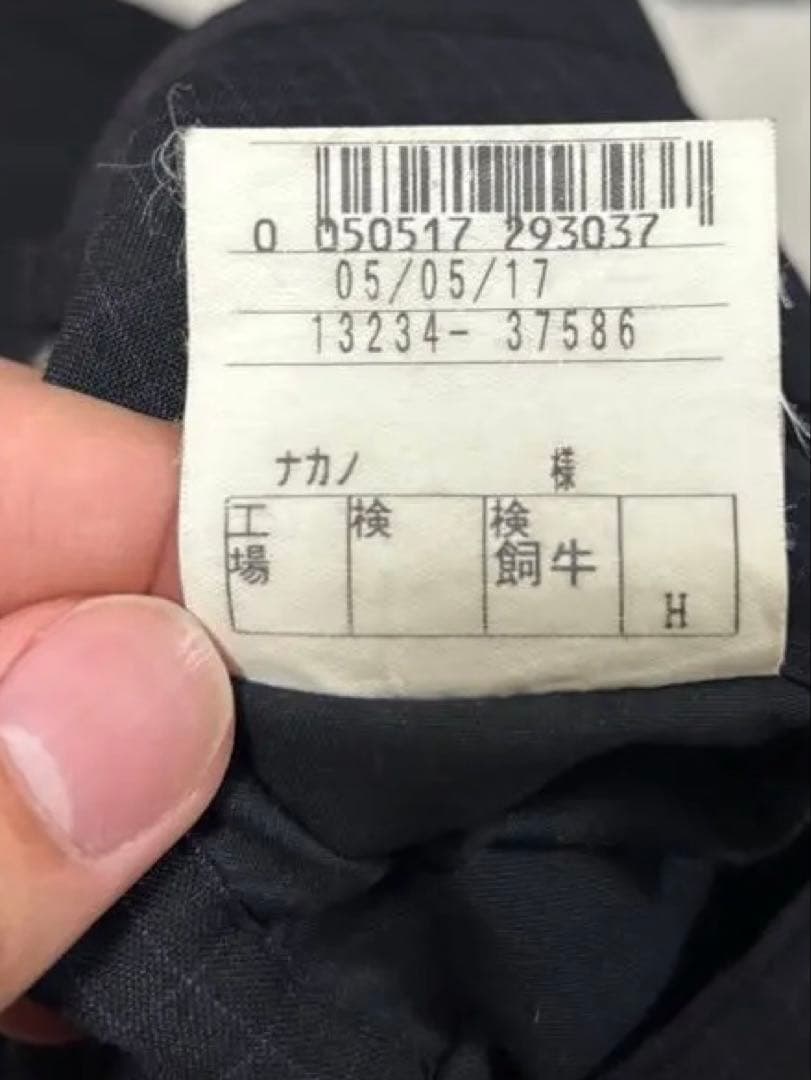 0 050517 293037
05/05/17
13234- 37586
ナカノ 様
工場 検 検
飼牛 H